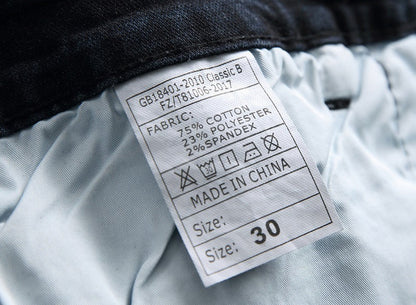 GB18401-2010 Classic B
FZ/T81006-2017
FABRIC:
75% COTTON
23% POLYESTER
2%SPANDEX
MADE IN CHINA
Size:
Size: 30